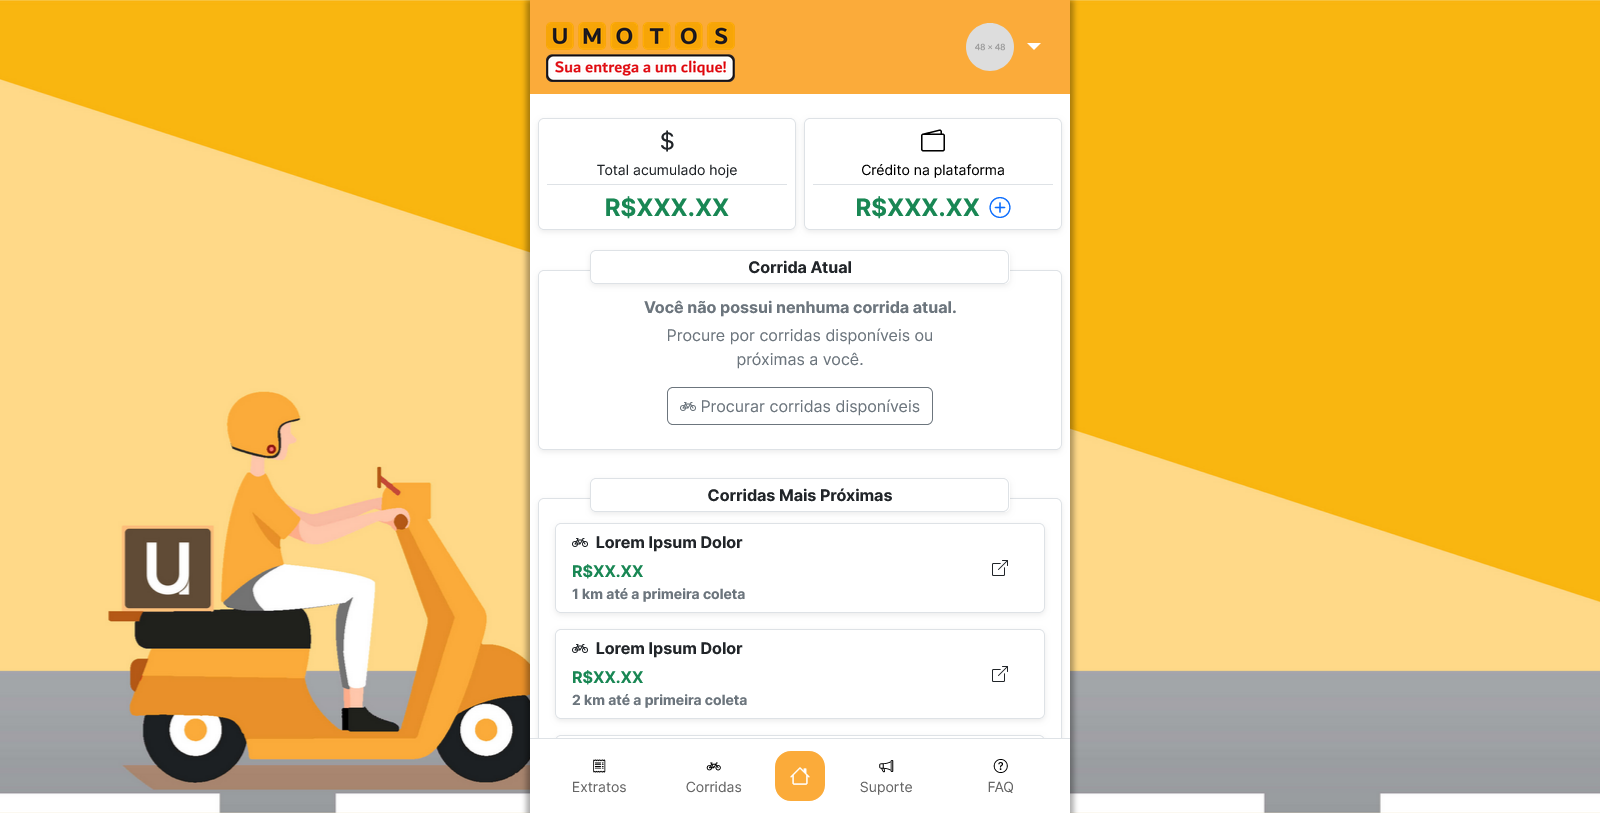 UMOTOS
Sua entrega a um clique!
48 × 48
$
Total acumulado hoje
R$XXX.XX
Crédito na plataforma
R$XXX.XX
Corrida Atual
Você não possui nenhuma corrida atual.
Procure por corridas disponíveis ou
próximas a você.
Procurar corridas disponíveis
Corridas Mais Próximas
Lorem Ipsum Dolor
R$XX.XX
1 km até a primeira coleta
Lorem Ipsum Dolor
R$XX.XX
2 km até a primeira coleta
u
Extratos
Corridas
Suporte
FAQ